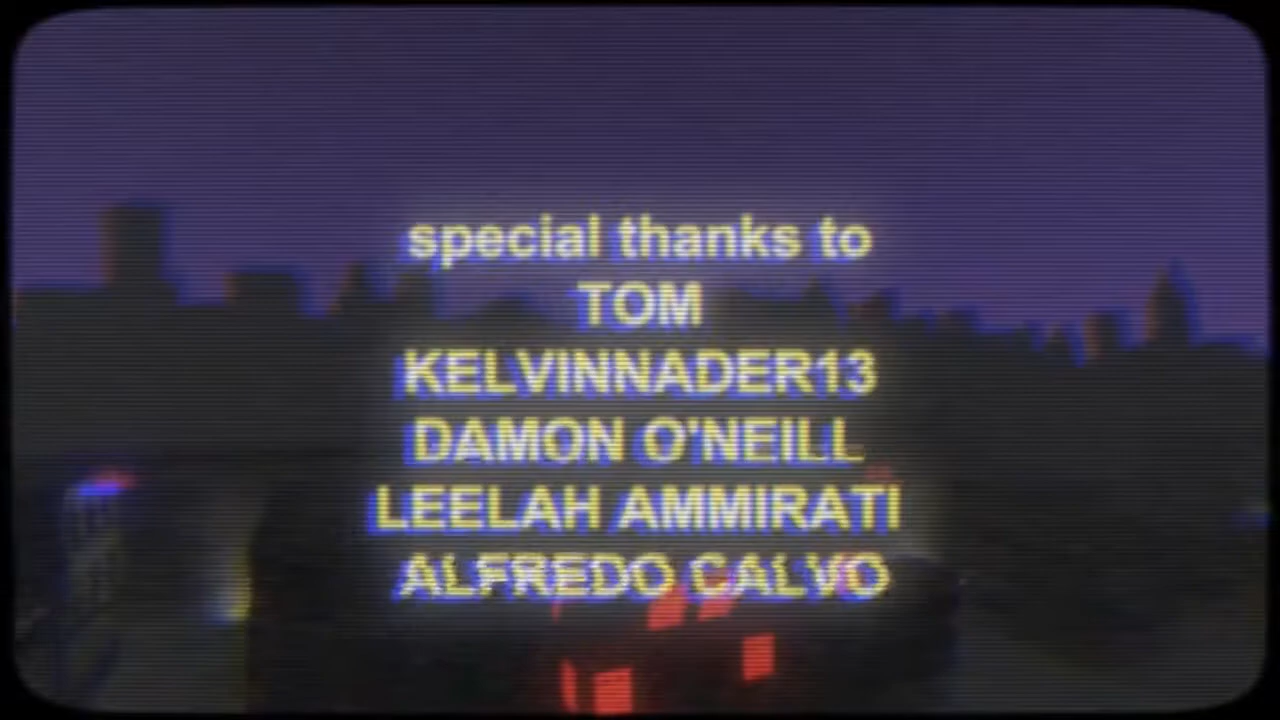 special thanks to
TOM
KELVINNADER13
DAMON O'NEILL
LEELAH AMMIRATI
ALFREDO CALVO